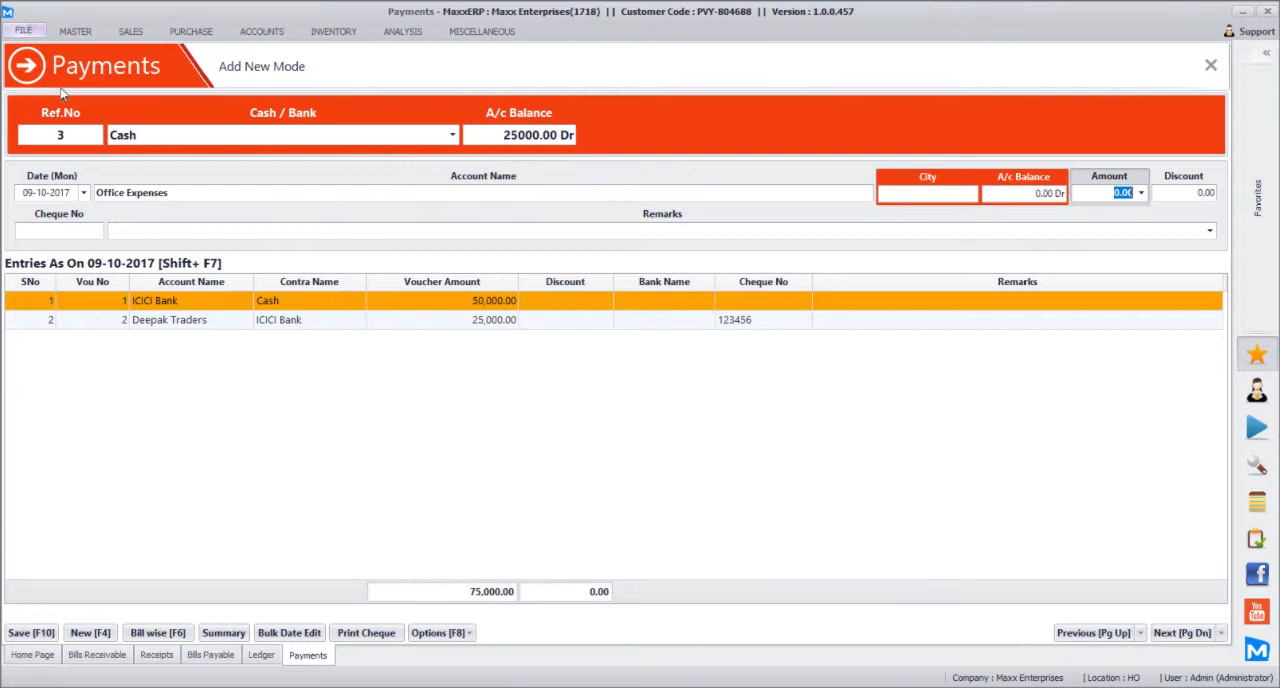 Payments - MaxxERP : Maxx Enterprises(1718) || Customer Code : PVY-804688 || Version : 1.0.0.457
FILE MASTER SALES PURCHASE ACCOUNTS INVENTORY ANALYSIS MISCELLANEOUS Support
Payments Add New Mode
Ref.No Cash / Bank A/c Balance
3 Cash 25000.00 Dr
Date (Mon) Account Name City A/c Balance Amount Discount
09-10-2017 Office Expenses 0.00 Dr 0.00 0.00
Cheque No Remarks
Favorites
Entries As On 09-10-2017 [Shift+ F7]
SNo Vou No Account Name Contra Name Voucher Amount Discount Bank Name Cheque No Remarks
1 1 ICICI Bank Cash 50,000.00
2 2 Deepak Traders ICICI Bank 25,000.00 123456
75,000.00 0.00
You Tube
Save [F10] New [F4] Bill wise [F6] Summary Bulk Date Edit Print Cheque Options [F8] Previous [Pg Up] Next [Pg Dn]
Home Page Bills Receivable Receipts Bills Payable Ledger Payments
Company : Maxx Enterprises | Location : HO | User : Admin (Administrator)